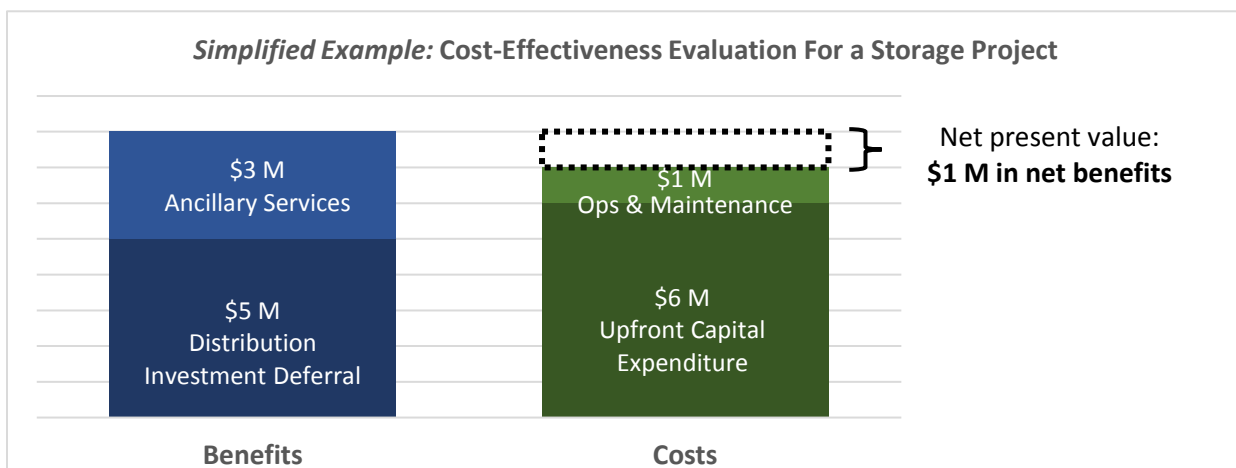 Simplified Example: Cost-Effectiveness Evaluation For a Storage Project
$3 M
Ancillary Services
$5 M
Distribution
Investment Deferral
Benefits
$1 M
Ops & Maintenance
$6 M
Upfront Capital
Expenditure
Costs
Net present value:
$1 M in net benefits